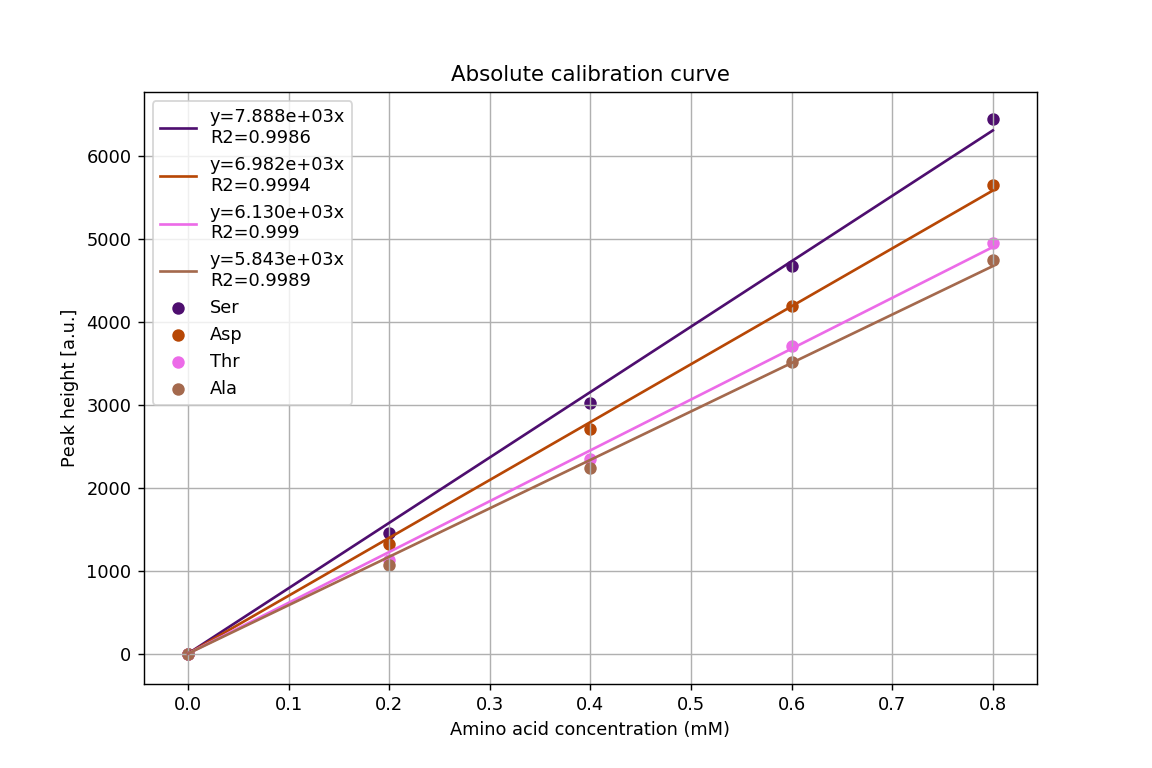 Absolute calibration curve
y=7.888e+03x
R2=0.9986
y=6.982e+03x
R2=0.9994
y=6.130e+03x
R2=0.999
y=5.843e+03x
R2=0.9989
Ser
Asp
Thr
Ala
6000
5000
4000
3000
2000
1000
0
Peak height [a.u.]
0.0 0.1 0.2 0.3 0.4 0.5 0.6 0.7 0.8
Amino acid concentration (mM)